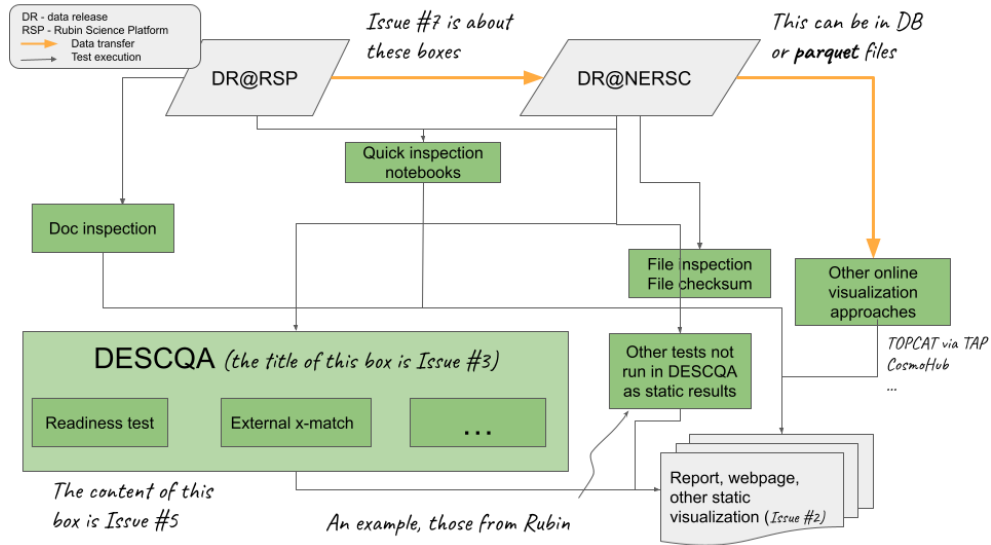 DR - data release
RSP - Rubin Science Platform
Data transfer
Test execution
Issue #7 is about
these boxes
This can be in DB
or parquet files
DR@RSP
DR@NERSC
Quick inspection
notebooks
Doc inspection
File inspection
File checksum
Other online
visualization
approaches
TOPCAT via TAP
CosmoHub
...
DESCQA (the title of this box is Issue #3)
Other tests not
run in DESCQA
as static results
Readiness test
External x-match
...
Report, webpage,
other static
visualization (Issue #2)
The content of this
box is Issue #5
An example, those from Rubin